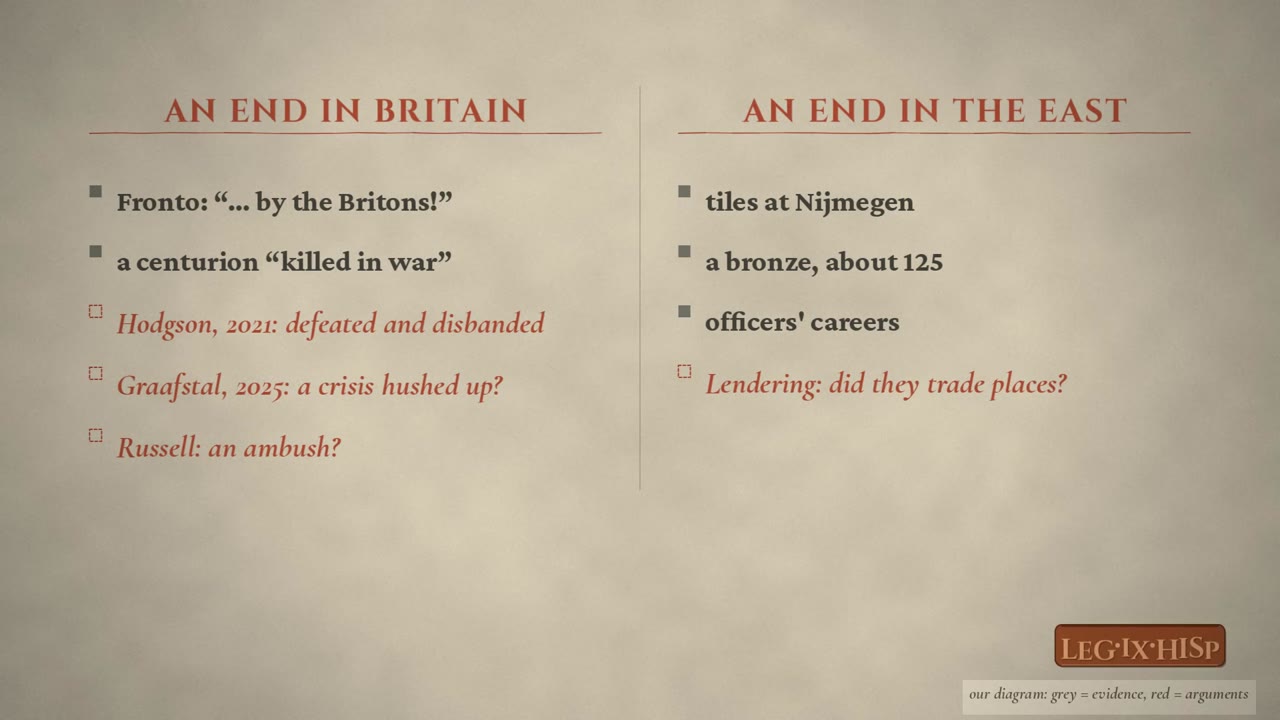 AN END IN BRITAIN
Fronto: “... by the Britons!”
a centurion “killed in war”
Hodgson, 2021: defeated and disbanded
Graafstal, 2025: a crisis hushed up?
Russell: an ambush?
AN END IN THE EAST
tiles at Nijmegen
a bronze, about 125
officers' careers
Lendering: did they trade places?
LEG·IX·HISP
our diagram: grey = evidence, red = arguments